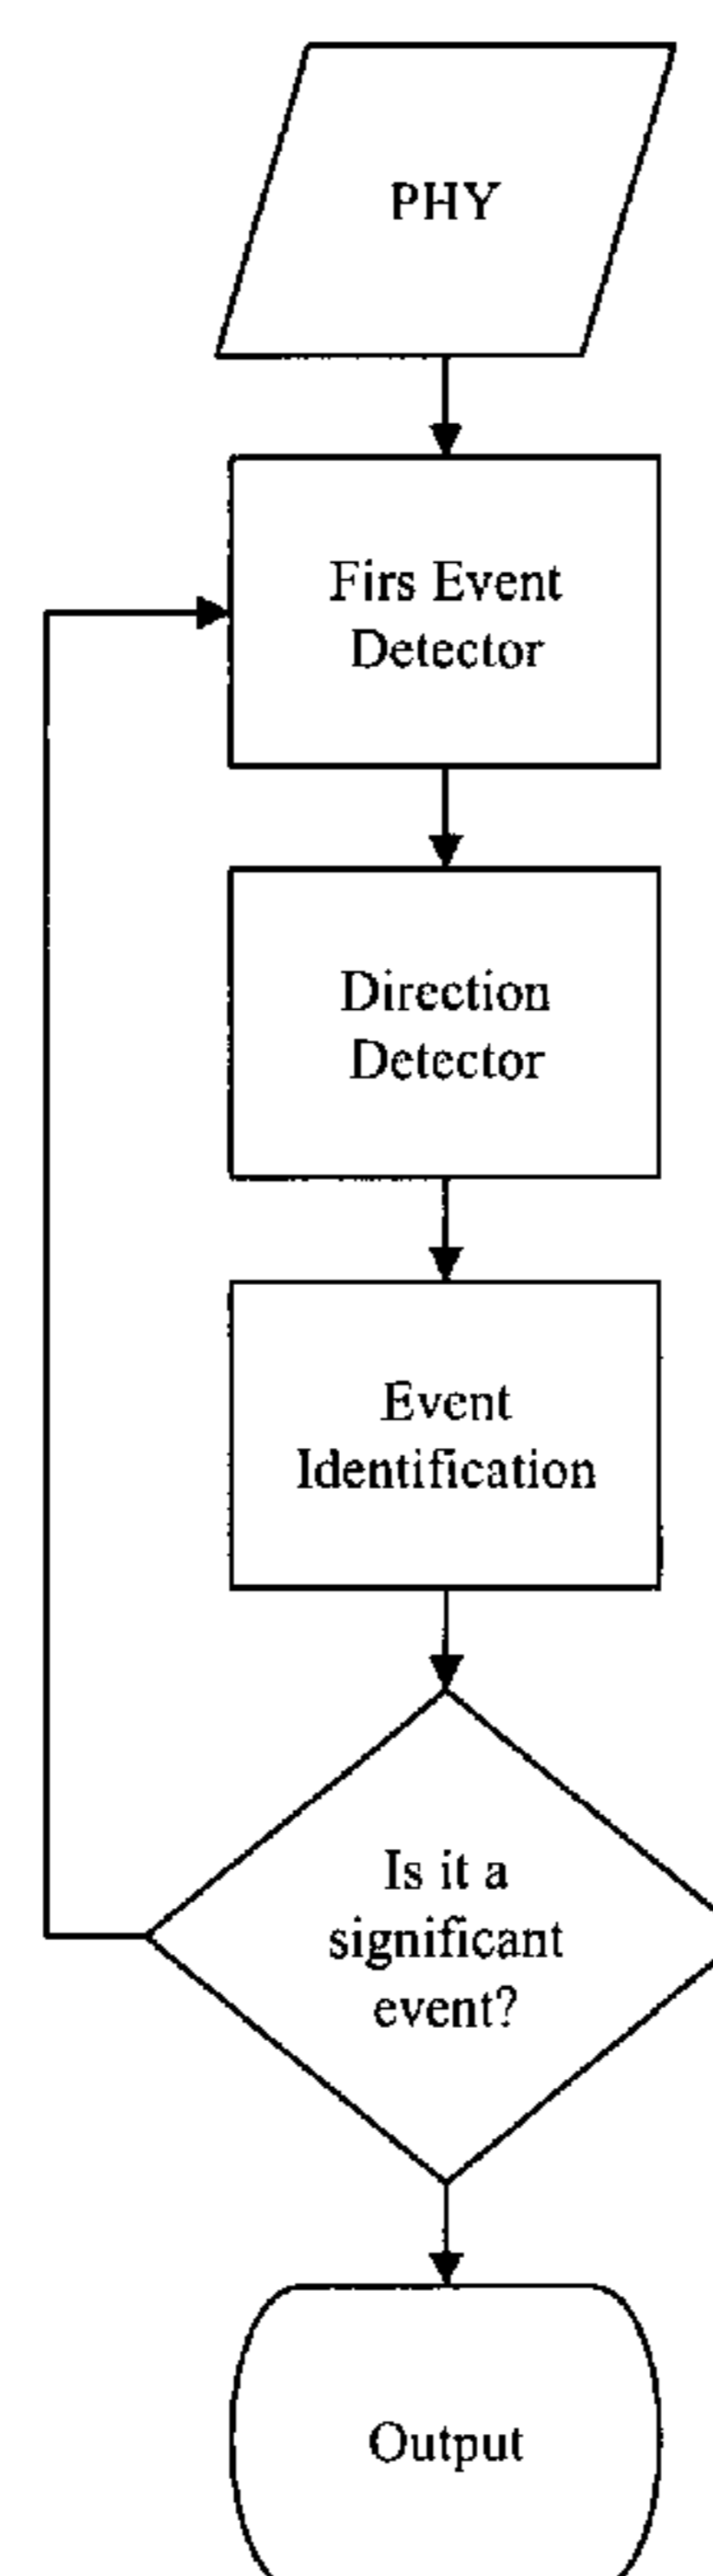 PHY
Firs Event
Detector
Direction
Detector
Event
Identification
Is it a
significant
event?
Output